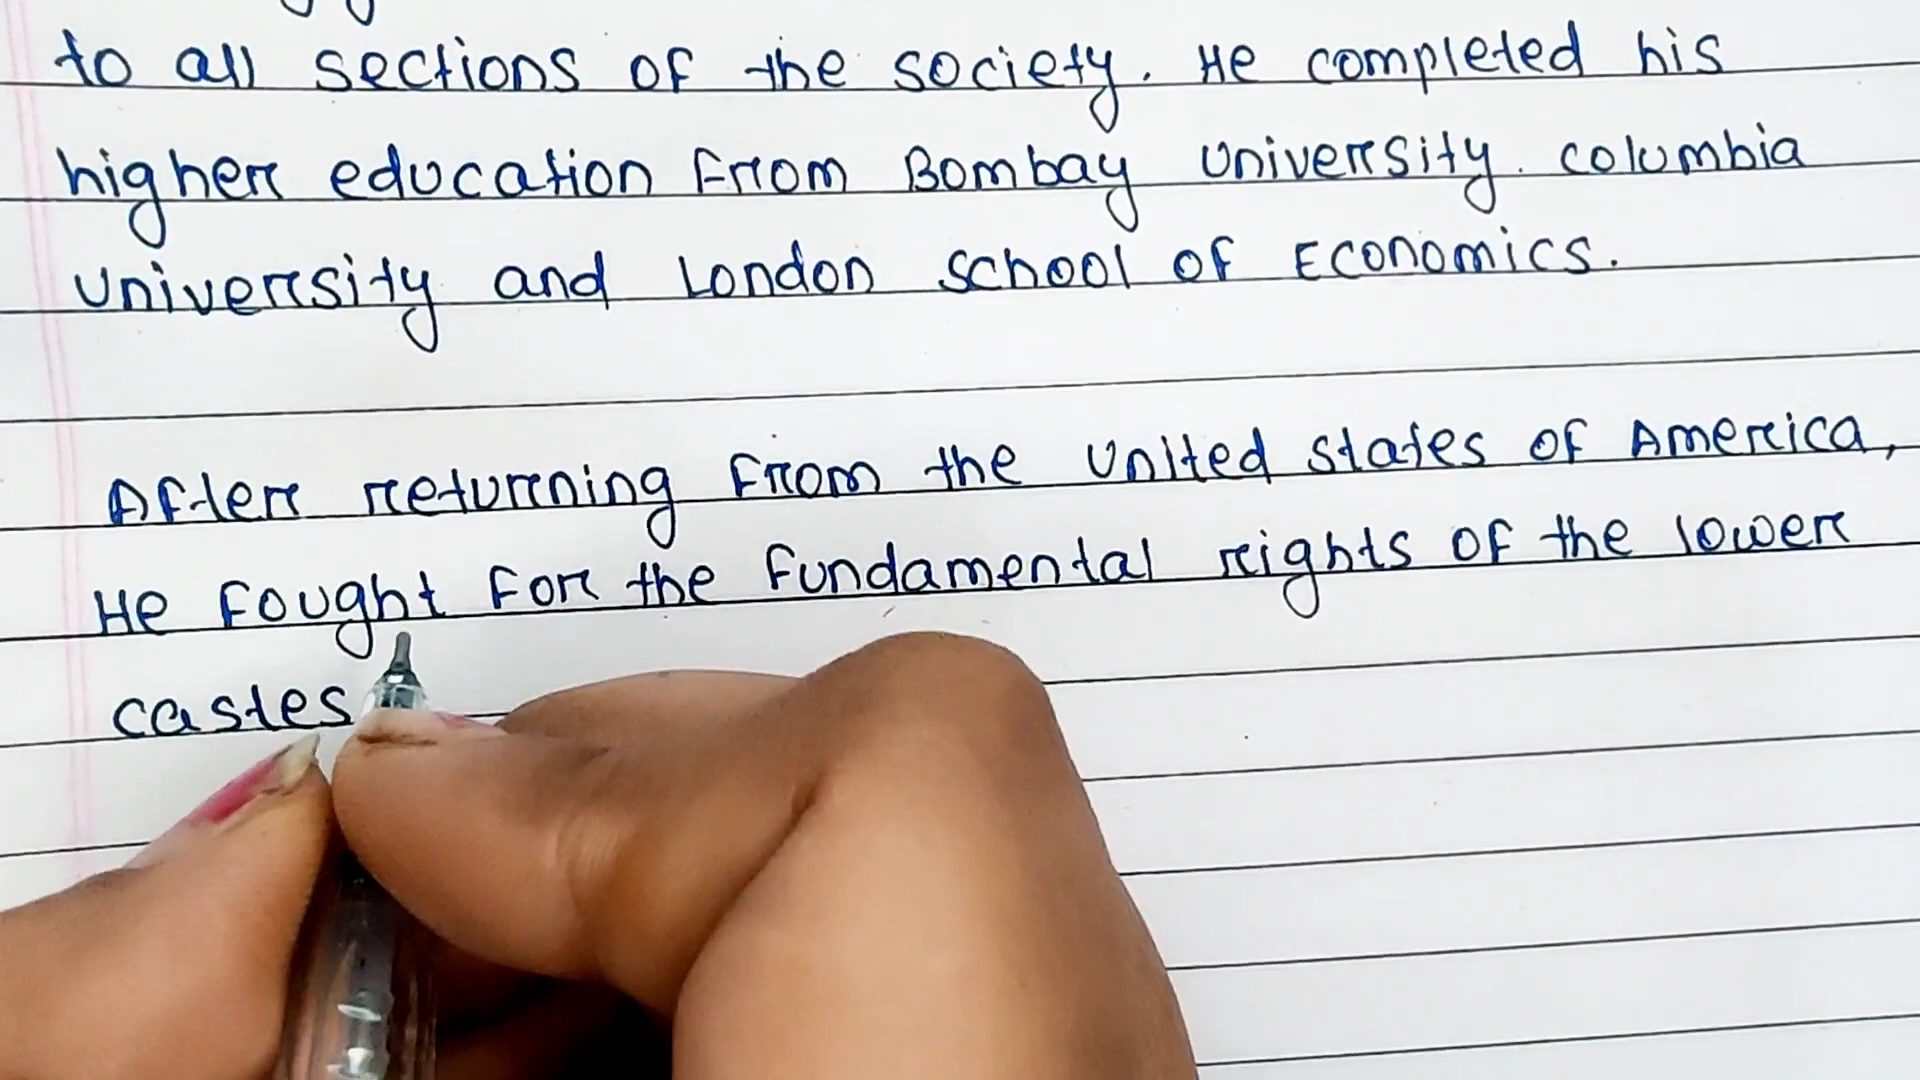 to all sections of the society. He completed his
higher education From Bombay University. columbia
University and London School of Economics.
After returning From the United States of America,
He Fought For the Fundamental rights of the lower
castes